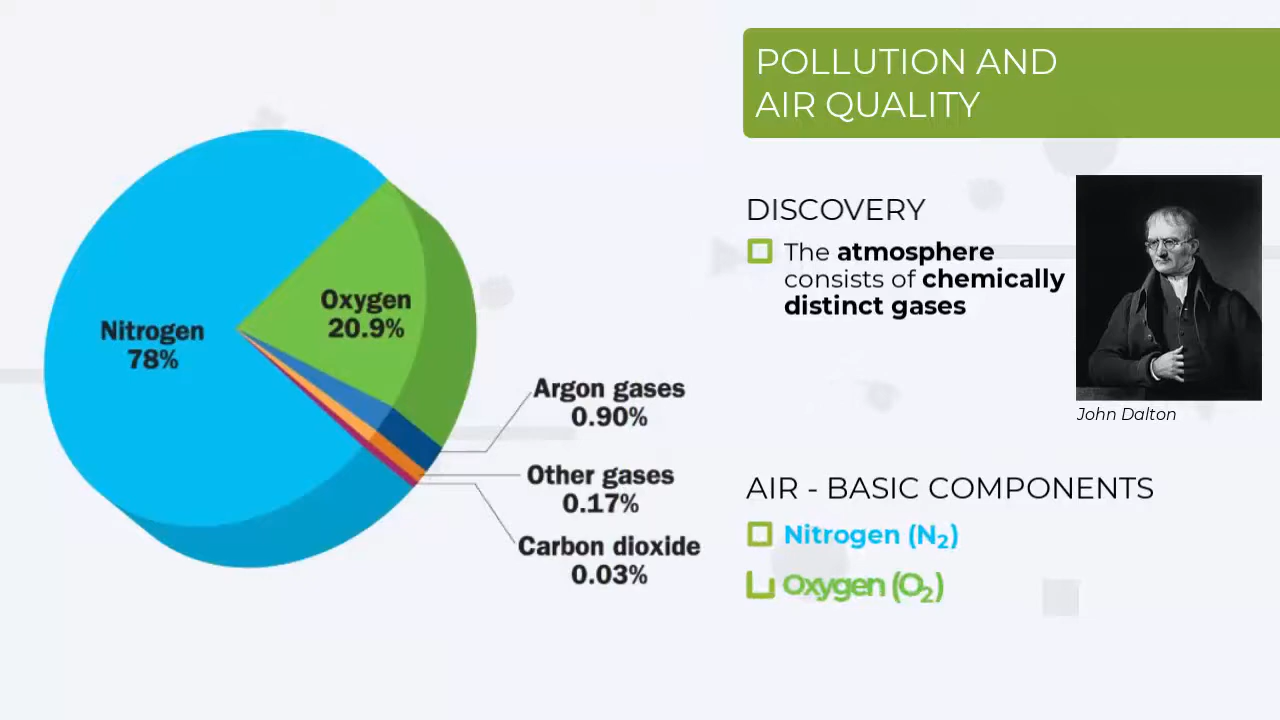 POLLUTION AND
AIR QUALITY
DISCOVERY
The atmosphere
consists of chemically
distinct gases
John Dalton
Nitrogen
78%
Oxygen
20.9%
Argon gases
0.90%
Other gases
0.17%
Carbon dioxide
0.03%
AIR - BASIC COMPONENTS
Nitrogen (N₂)
Oxygen (O₂)